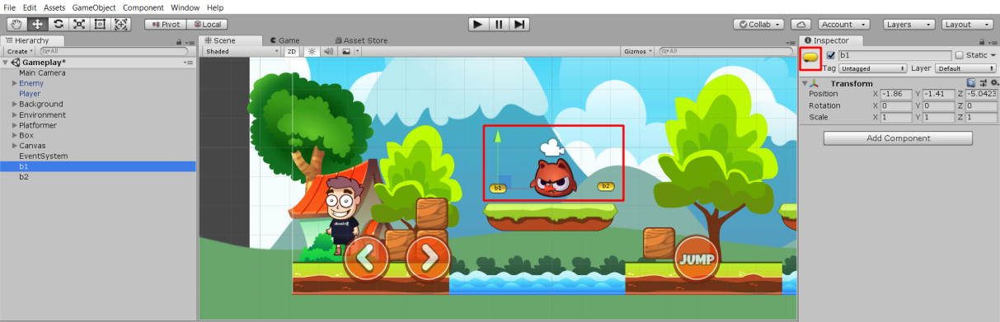 File Edit Assets GameObject Component Window Help
Pivot Local Collab Account Layers Layout
Hierarchy
Create All
Gameplay*
Main Camera
Enemy
Player
Background
Environment
Platformer
Box
Canvas
EventSystem
b1
b2
Scene Game Asset Store
Shaded 2D Gizmos All
b1 b2
JUMP
Inspector
b1 Static
Tag Untagged Layer Default
Transform
Position X -1.86 Y -1.41 Z -5.0423
Rotation X 0 Y 0 Z 0
Scale X 1 Y 1 Z 1
Add Component